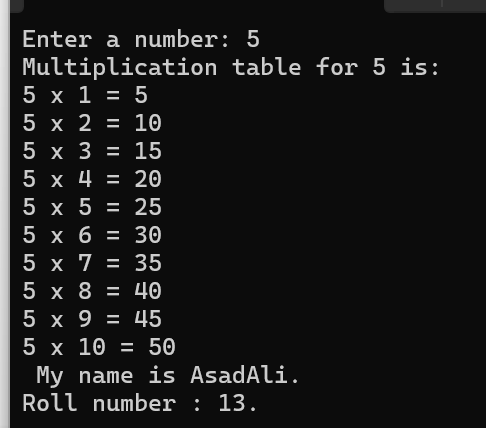 Enter a number: 5
Multiplication table for 5 is:
5 x 1 = 5
5 x 2 = 10
5 x 3 = 15
5 x 4 = 20
5 x 5 = 25
5 x 6 = 30
5 x 7 = 35
5 x 8 = 40
5 x 9 = 45
5 x 10 = 50
 My name is AsadAli.
Roll number : 13.